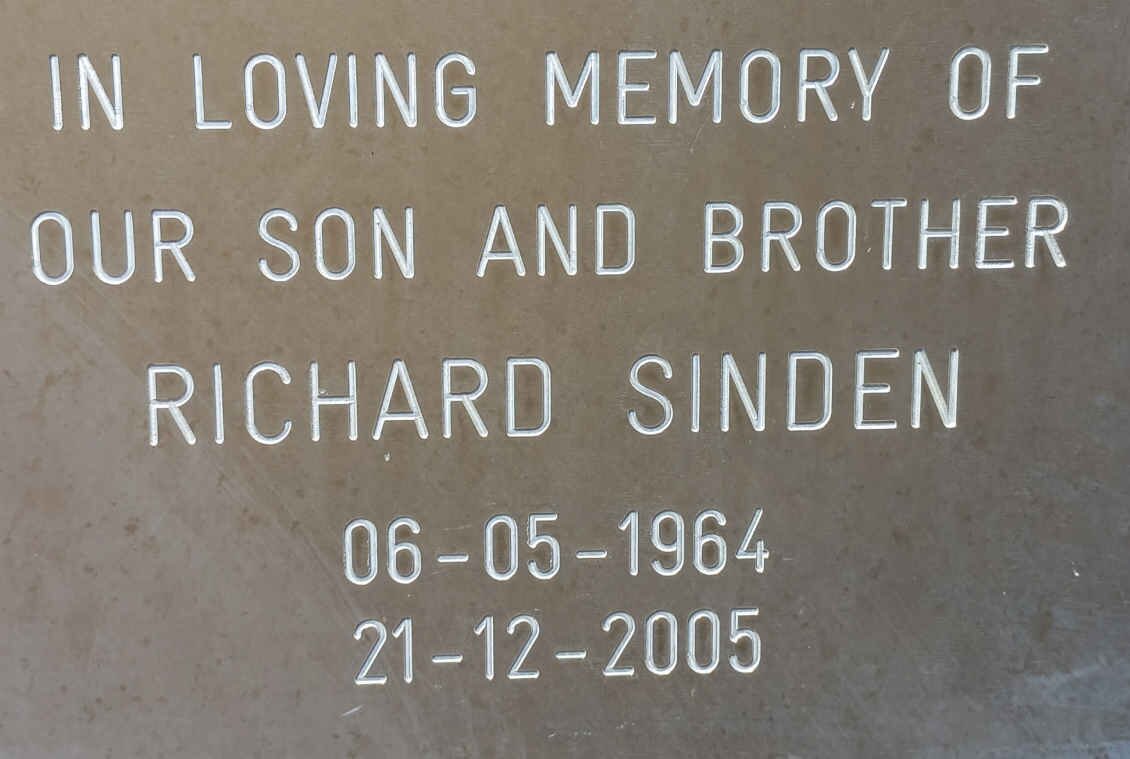 IN LOVING MEMORY OF
OUR SON AND BROTHER
RICHARD SINDEN
06-05-1964
21-12-2005